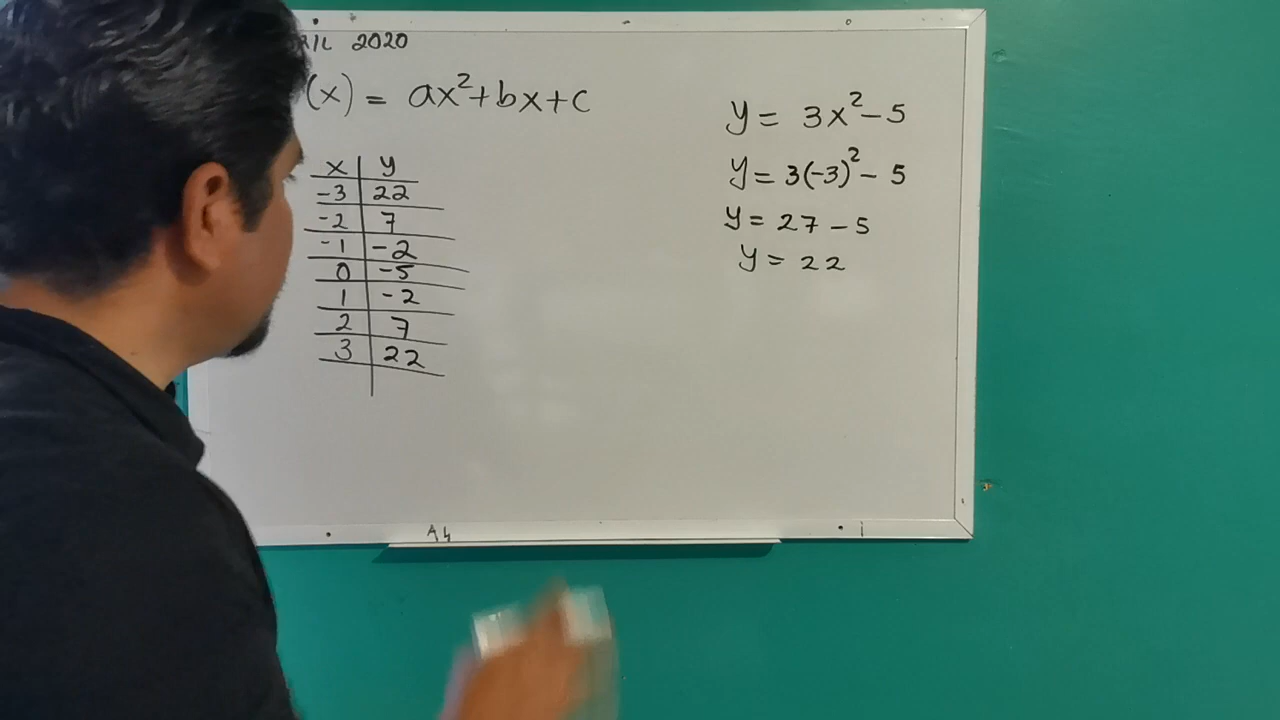 2020
(x) = ax²+bx+c
x | y
-3 | 22
-2 | 7
-1 | -2
0 | -5
1 | -2
2 | 7
3 | 22
y = 3x²-5
y = 3(-3)²-5
y = 27-5
y = 22